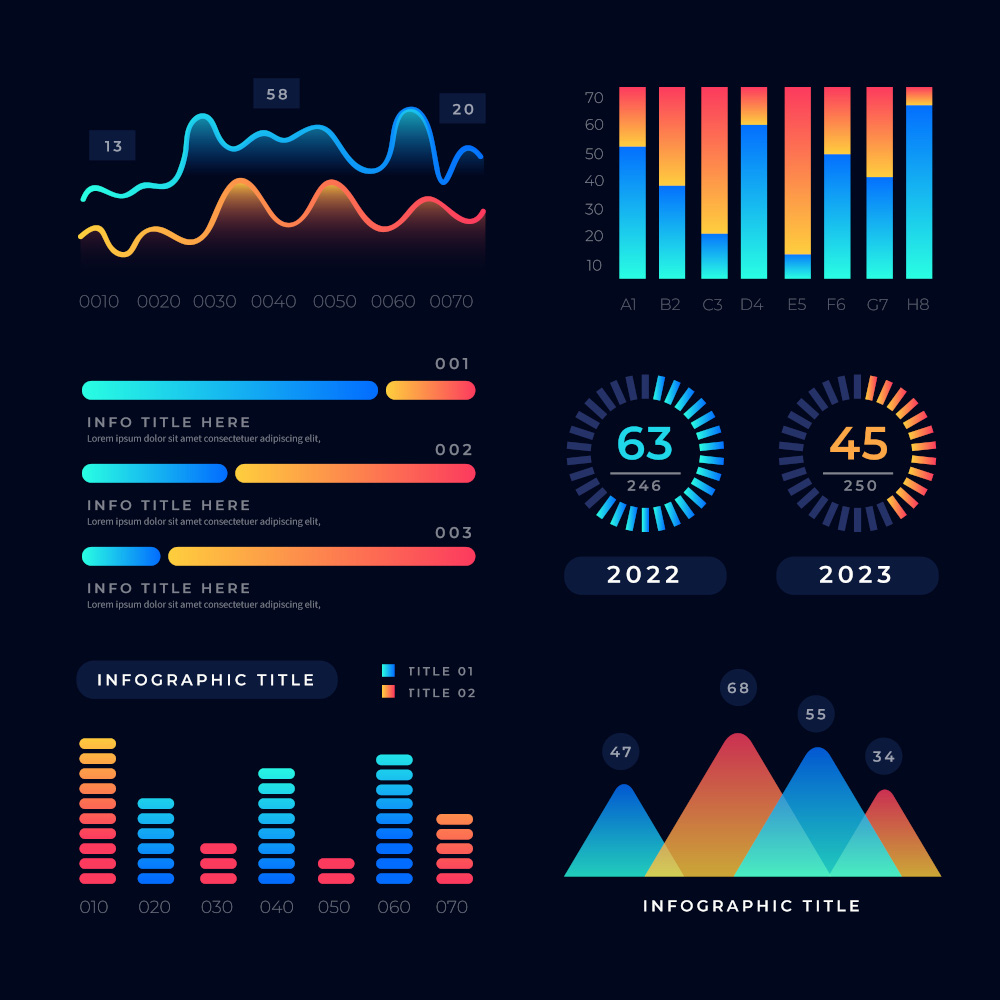 58
20
13
0010 0020 0030 0040 0050 0060 0070
70
60
50
40
30
20
10
A1 B2 C3 D4 E5 F6 G7 H8
001
INFO TITLE HERE
Lorem ipsum dolor sit amet consectetuer adipiscing elit,
002
INFO TITLE HERE
Lorem ipsum dolor sit amet consectetuer adipiscing elit,
003
INFO TITLE HERE
Lorem ipsum dolor sit amet consectetuer adipiscing elit,
63
246
2022
45
250
2023
INFOGRAPHIC TITLE
TITLE 01
TITLE 02
010 020 030 040 050 060 070
68
55
47
34
INFOGRAPHIC TITLE